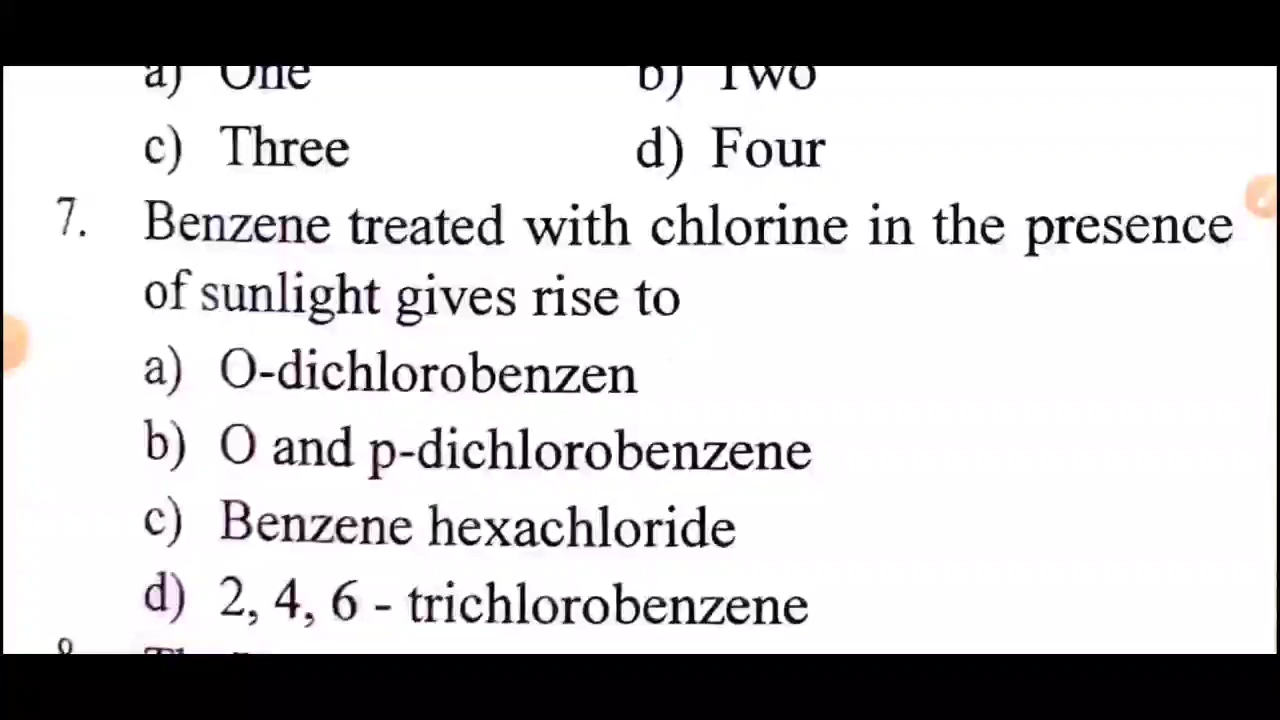 a) One b) Two
c) Three d) Four
7. Benzene treated with chlorine in the presence
of sunlight gives rise to
a) O-dichlorobenzen
b) O and p-dichlorobenzene
c) Benzene hexachloride
d) 2, 4, 6 - trichlorobenzene